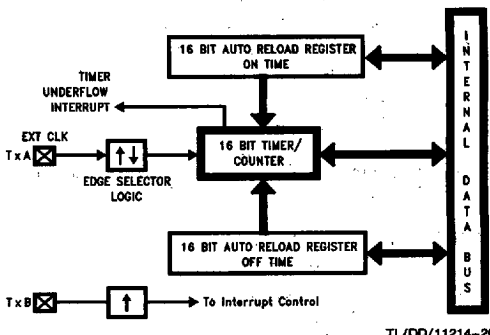 16 BIT AUTO RELOAD REGISTER
ON TIME
TIMER
UNDERFLOW
INTERRUPT
EXT CLK
TxA
EDGE SELECTOR
LOGIC
16 BIT TIMER/
COUNTER
16 BIT AUTO RELOAD REGISTER
OFF TIME
TxB
To Interrupt Control
INTERNAL DATA BUS